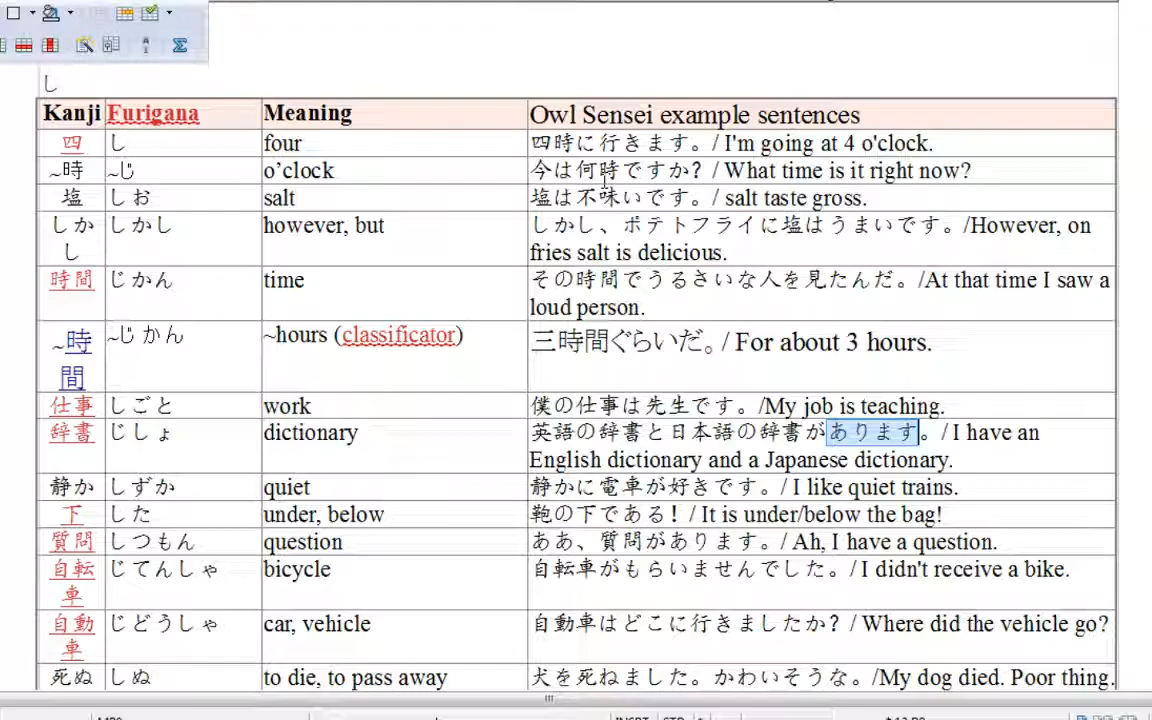 し
Kanji Furigana Meaning Owl Sensei example sentences
四 し four 四時に行きます。/ I'm going at 4 o'clock.
~時 ~じ o’clock 今は何時ですか? / What time is it right now?
塩 しお salt 塩は不味いです。/ salt taste gross.
しか しかし however, but しかし、ポテトフライに塩はうまいです。/However, on
し fries salt is delicious.
時間 じかん time その時間でうるさいな人を見たんだ。/At that time I saw a
loud person.
~時 ~じかん ~hours (classificator) 三時間ぐらいだ。/ For about 3 hours.
間
仕事 しごと work 僕の仕事は先生です。/My job is teaching.
辞書 じしょ dictionary 英語の辞書と日本語の辞書があります。/ I have an
English dictionary and a Japanese dictionary.
静か しずか quiet 静かに電車が好きです。/ I like quiet trains.
下 した under, below 鞄の下である! / It is under/below the bag!
質問 しつもん question ああ、質問があります。/ Ah, I have a question.
自転 じてんしゃ bicycle 自転車がもらいませんでした。/ I didn't receive a bike.
車
自動 じどうしゃ car, vehicle 自動車はどこに行きましたか? / Where did the vehicle go?
車
死ぬ しぬ to die, to pass away 犬を死ねました。かわいそうな。/My dog died. Poor thing.